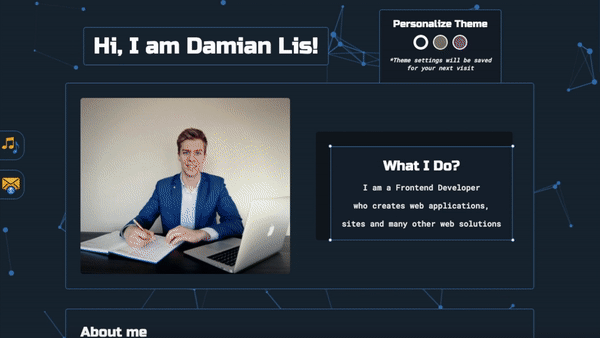 Hi, I am Damian Lis!
Personalize Theme
*Theme settings will be saved
for your next visit
What I Do?
I am a Frontend Developer
who creates web applications,
sites and many other web solutions
About me